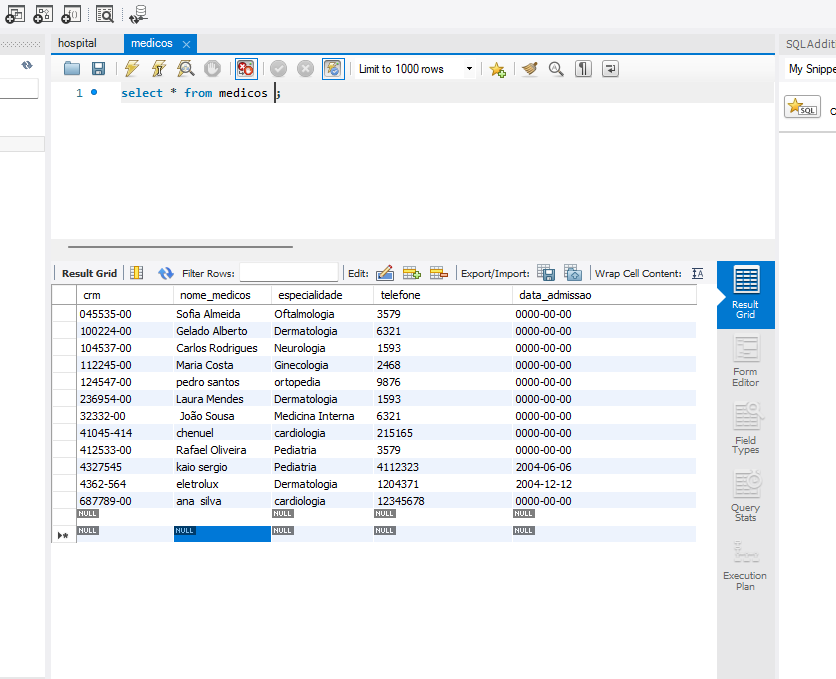 hospital
medicos
SQLAddit
Limit to 1000 rows
My Snippe
1
select * from medicos ;
SQL
Result Grid
Filter Rows:
Edit:
Export/Import:
Wrap Cell Content:
crm nome_medicos especialidade telefone data_admissao
045535-00 Sofia Almeida Oftalmologia 3579 0000-00-00
100224-00 Gelado Alberto Dermatologia 6321 0000-00-00
104537-00 Carlos Rodrigues Neurologia 1593 0000-00-00
112245-00 Maria Costa Ginecologia 2468 0000-00-00
124547-00 pedro santos ortopedia 9876 0000-00-00
236954-00 Laura Mendes Dermatologia 1593 0000-00-00
32332-00 João Sousa Medicina Interna 6321 0000-00-00
41045-414 chenuel cardiologia 215165 0000-00-00
412533-00 Rafael Oliveira Pediatria 3579 0000-00-00
4327545 kaio sergio Pediatria 4112323 2004-06-06
4362-564 eletrolux Dermatologia 1204371 2004-12-12
687789-00 ana silva cardiologia 12345678 0000-00-00
NULL NULL NULL NULL
NULL NULL NULL NULL NULL
Result
Grid
Form
Editor
Field
Types
Query
Stats
Execution
Plan